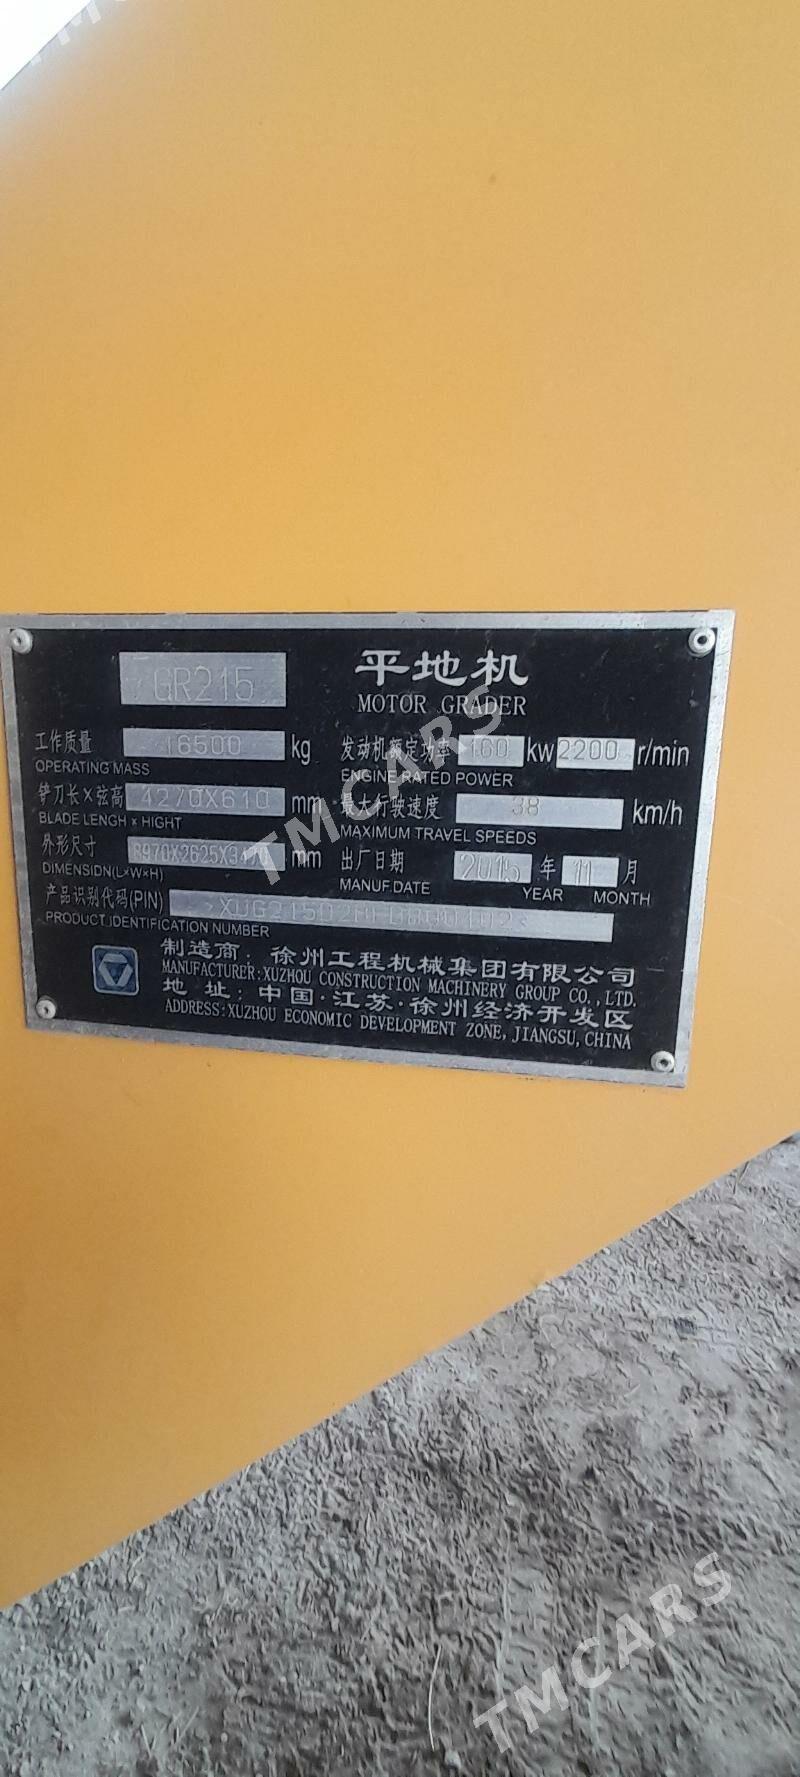 TMCARS
GR215 平地机
MOTOR GRADER
工作质量 16500 kg 发动机额定功率 160 kw 2200 r/min
OPERATING MASS ENGINE RATED POWER
铲刀长×弦高 4270X610 mm 最大行驶速度 38 km/h
BLADE LENGH × HIGHT MAXIMUM TRAVEL SPEEDS
外形尺寸 8970X2625X3470 mm 出厂日期 2015 年 11 月
DIMENSION(L×W×H) MANUF.DATE YEAR MONTH
产品识别代码(PIN)
PRODUCT IDENTIFICATION NUMBER
制造商：徐州工程机械集团有限公司
MANUFACTURER:XUZHOU CONSTRUCTION MACHINERY GROUP CO.,LTD.
地 址：中国·江苏·徐州经济开发区
ADDRESS:XUZHOU ECONOMIC DEVELOPMENT ZONE,JIANGSU,CHINA
TMCARS
TMCARS